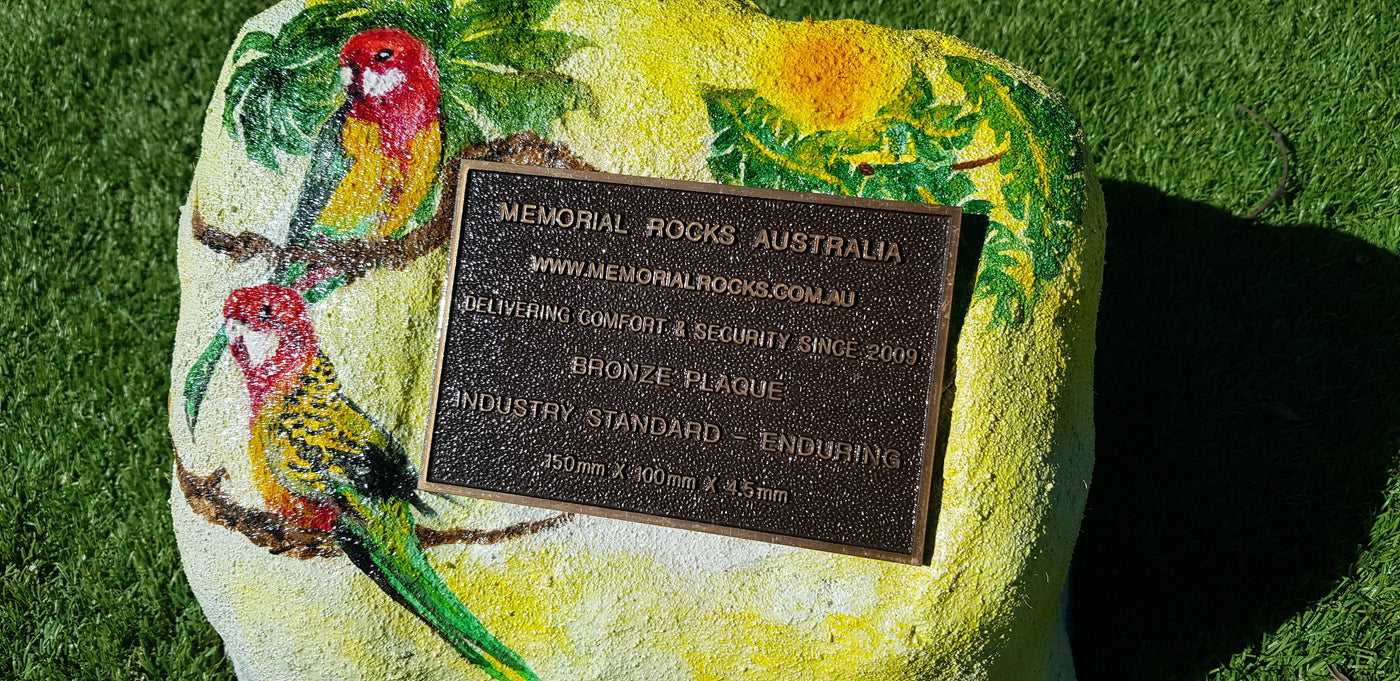 MEMORIAL ROCKS AUSTRALIA
WWW.MEMORIALROCKS.COM.AU
DELIVERING COMFORT & SECURITY SINCE 2009
BRONZE PLAQUE
INDUSTRY STANDARD - ENDURING
150mm X 100mm X 4.5mm